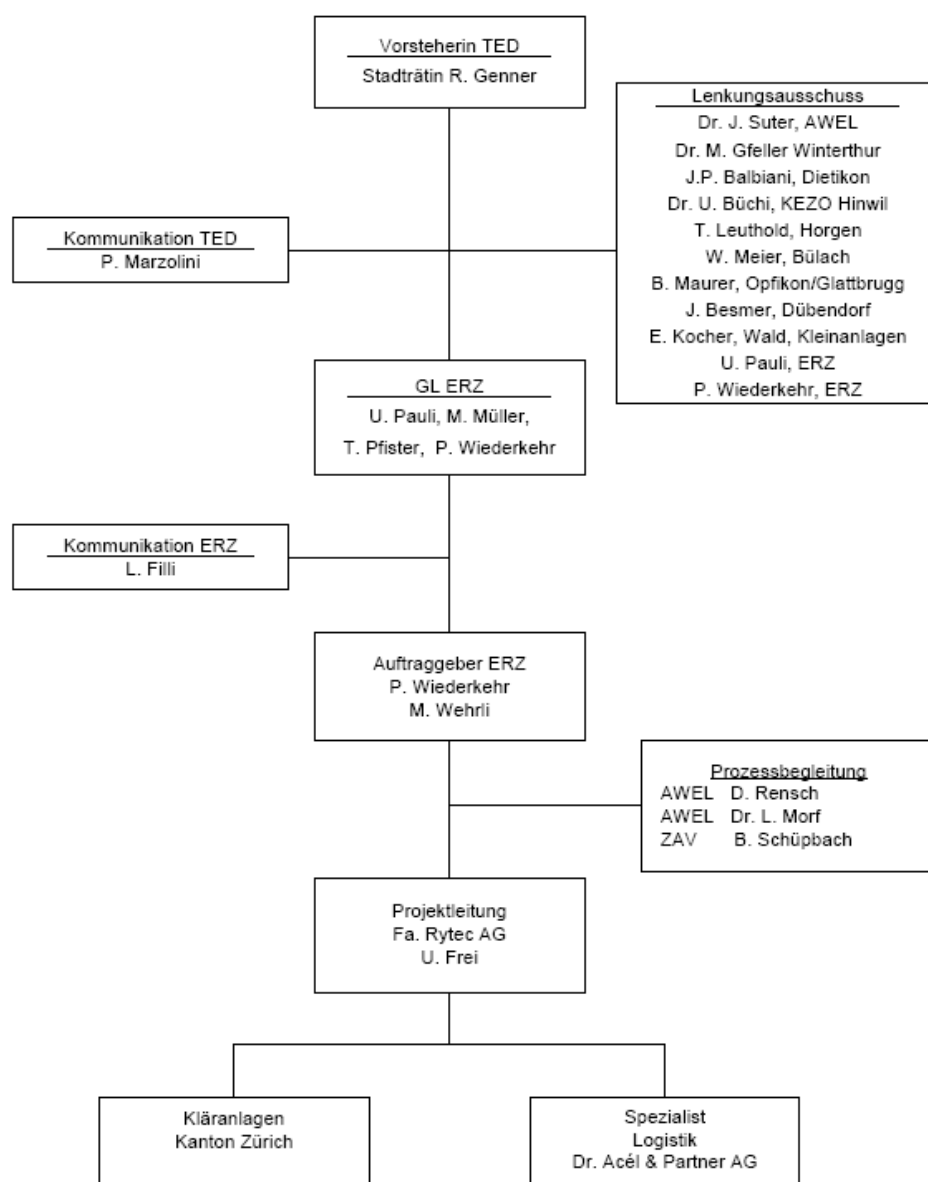 Vorsteherin TED
Stadträtin R. Genner
Lenkungsausschuss
Dr. J. Suter, AWEL
Dr. M. Gfeller Winterthur
J.P. Balbiani, Dietikon
Dr. U. Büchi, KEZO Hinwil
T. Leuthold, Horgen
W. Meier, Bülach
B. Maurer, Opfikon/Glattbrugg
J. Besmer, Dübendorf
E. Kocher, Wald, Kleinanlagen
U. Pauli, ERZ
P. Wiederkehr, ERZ
Kommunikation TED
P. Marzolini
GL ERZ
U. Pauli, M. Müller,
T. Pfister, P. Wiederkehr
Kommunikation ERZ
L. Filli
Auftraggeber ERZ
P. Wiederkehr
M. Wehrli
Prozessbegleitung
AWEL D. Rensch
AWEL Dr. L. Morf
ZAV B. Schüpbach
Projektleitung
Fa. Rytec AG
U. Frei
Kläranlagen
Kanton Zürich
Spezialist
Logistik
Dr. Acél & Partner AG